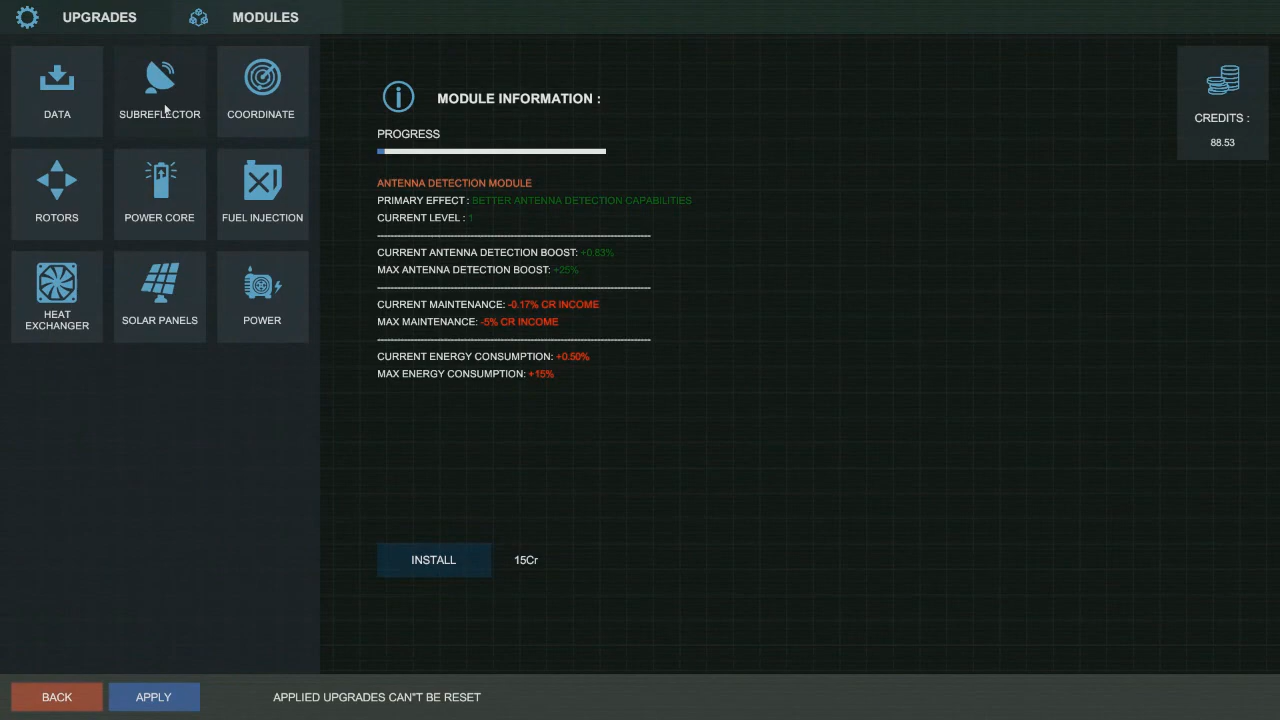 UPGRADES
MODULES
DATA
SUBREFLECTOR
COORDINATE
ROTORS
POWER CORE
FUEL INJECTION
HEAT
EXCHANGER
SOLAR PANELS
POWER
MODULE INFORMATION :
PROGRESS
ANTENNA DETECTION MODULE
PRIMARY EFFECT : BETTER ANTENNA DETECTION CAPABILITIES
CURRENT LEVEL : 1
CURRENT ANTENNA DETECTION BOOST: +0.83%
MAX ANTENNA DETECTION BOOST: +25%
CURRENT MAINTENANCE: -0.17% CR INCOME
MAX MAINTENANCE: -5% CR INCOME
CURRENT ENERGY CONSUMPTION: +0.50%
MAX ENERGY CONSUMPTION: +15%
INSTALL
15Cr
CREDITS :
88.53
BACK
APPLY
APPLIED UPGRADES CAN"T BE RESET